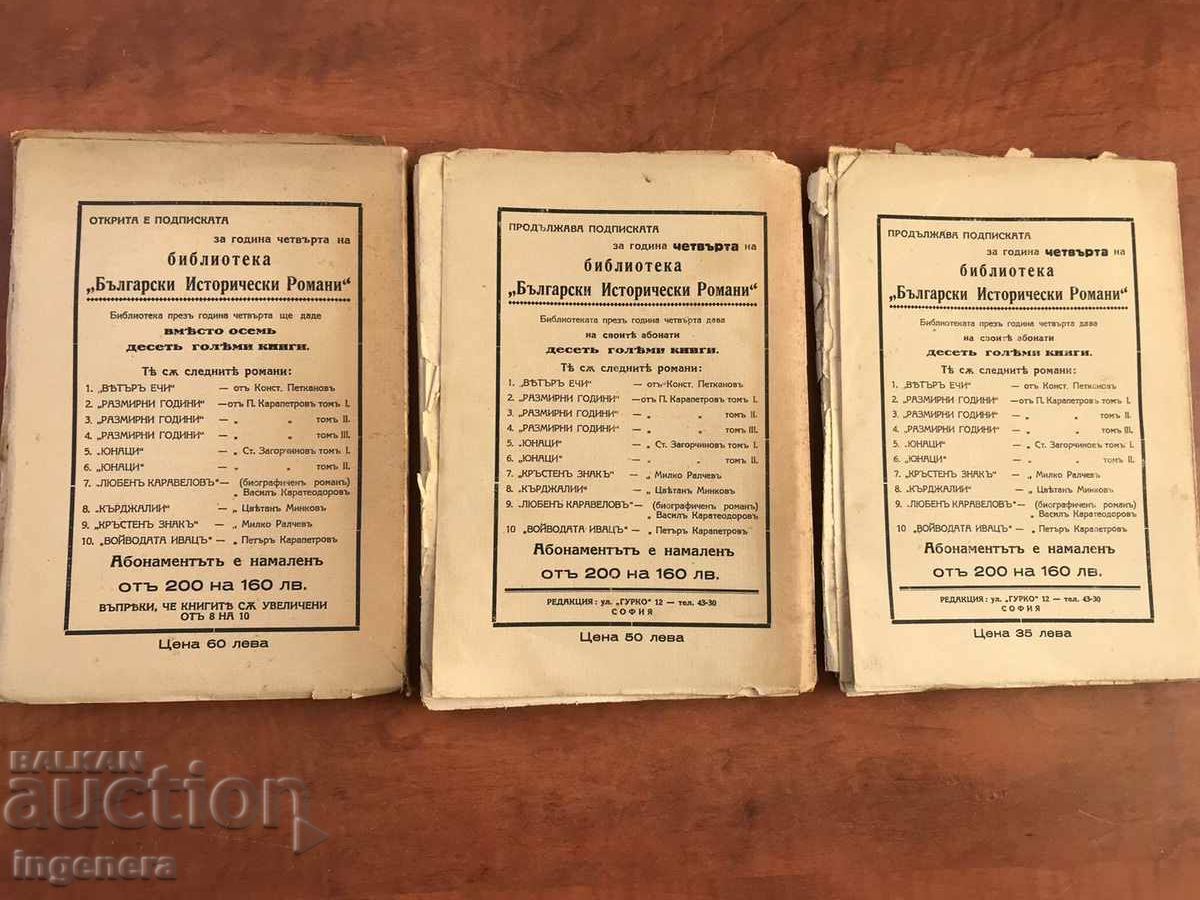 ОТКРИТА Е ПОДПИСКАТА
за година четвърта на
библиотека
„Български Исторически Романи“
Библиотека презъ година четвърта ще даде
вмѣсто осемь
десеть голѣми книги.
Тѣ сѫ следнитѣ романи:
1. „ВѢТЪРЪ ЕЧИ“ — отъ Конст. Петкановъ
2. „РАЗМИРНИ ГОДИНИ“ — отъ П. Карапетровъ томъ I.
3. „РАЗМИРНИ ГОДИНИ“ — „ „ томъ II.
4. „РАЗМИРНИ ГОДИНИ“ — „ „ томъ III.
5. „ЮНАЦИ“ — „ Ст. Загорчиновъ томъ I.
6. „ЮНАЦИ“ — „ „ томъ II.
7. „ЛЮБЕНЪ КАРАВЕЛОВЪ“ — (биографиченъ романъ)
„ Василъ Каратеодоровъ
8. „КЪРДЖАЛИИ“ — „ Цвѣтанъ Минковъ
9. „КРЪСТЕНЪ ЗНАКЪ“ — „ Милко Ралчевъ
10. „ВОЙВОДАТА ИВАЦЪ“ — „ Петъръ Карапетровъ
Абонаментътъ е намаленъ
отъ 200 на 160 лв.
ВЪПРѢКИ, ЧЕ КНИГИТѢ СѪ УВЕЛИЧЕНИ
ОТЪ 8 НА 10
Цена 60 лева
ПРОДЪЛЖАВА ПОДПИСКАТА
за година четвърта на
библиотека
„Български Исторически Романи“
Библиотеката презъ година четвърта дава
на своитѣ абонати
десеть голѣми книги.
Тѣ сѫ следнитѣ романи:
1. „ВѢТЪРЪ ЕЧИ“ — отъ Конст. Петкановъ
2. „РАЗМИРНИ ГОДИНИ“ — отъ П. Карапетровъ томъ I.
3. „РАЗМИРНИ ГОДИНИ“ — „ „ томъ II.
4. „РАЗМИРНИ ГОДИНИ“ — „ „ томъ III.
5. „ЮНАЦИ“ — „ Ст. Загорчиновъ томъ I.
6. „ЮНАЦИ“ — „ „ томъ II.
7. „КРЪСТЕНЪ ЗНАКЪ“ — „ Милко Ралчевъ
8. „КЪРДЖАЛИИ“ — „ Цвѣтанъ Минковъ
9. „ЛЮБЕНЪ КАРАВЕЛОВЪ“ — (биографиченъ романъ)
„ Василъ Каратеодоровъ
10 „ВОЙВОДАТА ИВАЦЪ“ — „ Петъръ Карапетровъ
Абонаментътъ е намаленъ
отъ 200 на 160 лв.
РЕДАКЦИЯ: ул. „ГУРКО“ 12 — тел. 43-30
СОФИЯ
Цена 50 лева
ПРОДЪЛЖАВА ПОДПИСКАТА
за година четвърта на
библиотека
„Български Исторически Романи“
Библиотеката презъ година четвърта дава
на своитѣ абонати
десеть голѣми книги.
Тѣ сѫ следнитѣ романи:
1. „ВѢТЪРЪ ЕЧИ“ — отъ Конст. Петкановъ
2. „РАЗМИРНИ ГОДИНИ“ — отъ П. Карапетровъ томъ I.
3. „РАЗМИРНИ ГОДИНИ“ — „ „ томъ II.
4. „РАЗМИРНИ ГОДИНИ“ — „ „ томъ III.
5. „ЮНАЦИ“ — „ Ст. Загорчиновъ томъ I.
6. „ЮНАЦИ“ — „ „ томъ II.
7. „КРЪСТЕНЪ ЗНАКЪ“ — „ Милко Ралчевъ
8. „КЪРДЖАЛИИ“ — „ Цвѣтанъ Минковъ
9. „ЛЮБЕНЪ КАРАВЕЛОВЪ“ — (биографиченъ романъ)
„ Василъ Каратеодоровъ
10 „ВОЙВОДАТА ИВАЦЪ“ — „ Петъръ Карапетровъ
Абонаментътъ е намаленъ
отъ 200 на 160 лв.
РЕДАКЦИЯ: ул. „ГУРКО“ 12 — тел. 43-30
СОФИЯ
Цена 35 лева
BALKAN
auction
ingenera